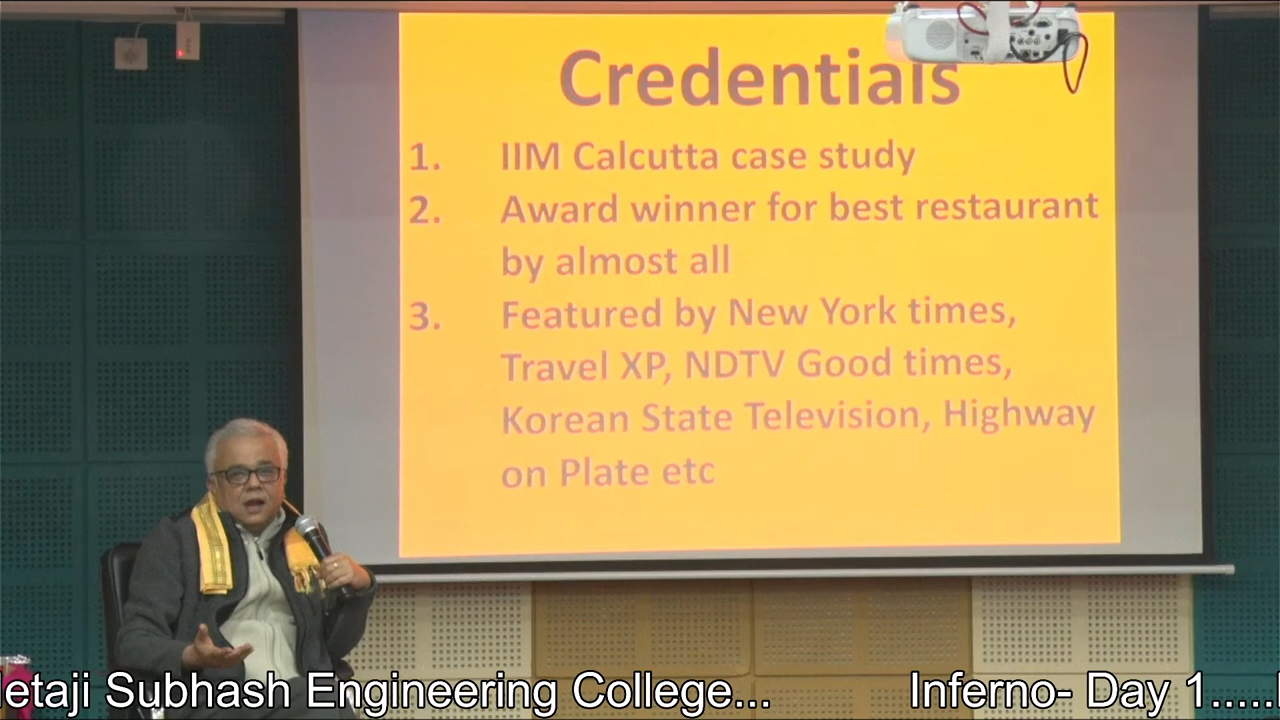 Credentials
1. IIM Calcutta case study
2. Award winner for best restaurant
by almost all
3. Featured by New York times,
Travel XP, NDTV Good times,
Korean State Television, Highway
on Plate etc
Subhash Engineering College... Inferno- Day 1.....